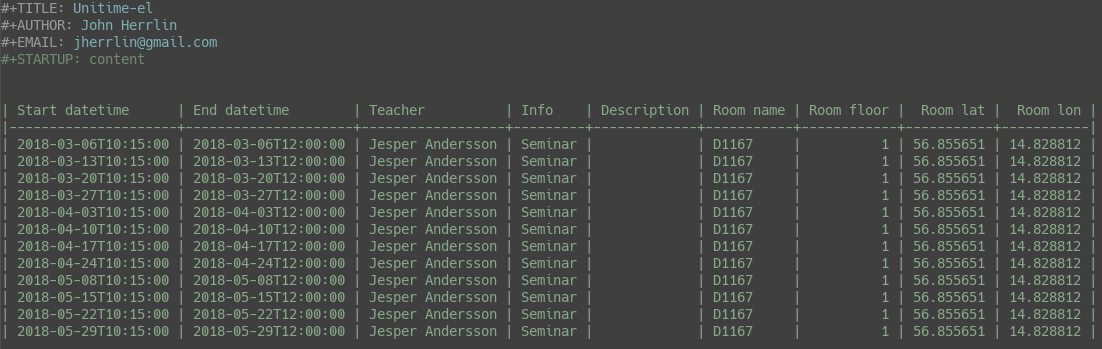 #+TITLE: Unitime-el
#+AUTHOR: John Herrlin
#+EMAIL: jherrlin@gmail.com
#+STARTUP: content
| Start datetime      | End datetime        | Teacher         | Info    | Description | Room name | Room floor |  Room lat |  Room lon |
|---------------------+---------------------+-----------------+---------+-------------+-----------+------------+-----------+-----------|
| 2018-03-06T10:15:00 | 2018-03-06T12:00:00 | Jesper Andersson | Seminar |             | D1167     |          1 | 56.855651 | 14.828812 |
| 2018-03-13T10:15:00 | 2018-03-13T12:00:00 | Jesper Andersson | Seminar |             | D1167     |          1 | 56.855651 | 14.828812 |
| 2018-03-20T10:15:00 | 2018-03-20T12:00:00 | Jesper Andersson | Seminar |             | D1167     |          1 | 56.855651 | 14.828812 |
| 2018-03-27T10:15:00 | 2018-03-27T12:00:00 | Jesper Andersson | Seminar |             | D1167     |          1 | 56.855651 | 14.828812 |
| 2018-04-03T10:15:00 | 2018-04-03T12:00:00 | Jesper Andersson | Seminar |             | D1167     |          1 | 56.855651 | 14.828812 |
| 2018-04-10T10:15:00 | 2018-04-10T12:00:00 | Jesper Andersson | Seminar |             | D1167     |          1 | 56.855651 | 14.828812 |
| 2018-04-17T10:15:00 | 2018-04-17T12:00:00 | Jesper Andersson | Seminar |             | D1167     |          1 | 56.855651 | 14.828812 |
| 2018-04-24T10:15:00 | 2018-04-24T12:00:00 | Jesper Andersson | Seminar |             | D1167     |          1 | 56.855651 | 14.828812 |
| 2018-05-08T10:15:00 | 2018-05-08T12:00:00 | Jesper Andersson | Seminar |             | D1167     |          1 | 56.855651 | 14.828812 |
| 2018-05-15T10:15:00 | 2018-05-15T12:00:00 | Jesper Andersson | Seminar |             | D1167     |          1 | 56.855651 | 14.828812 |
| 2018-05-22T10:15:00 | 2018-05-22T12:00:00 | Jesper Andersson | Seminar |             | D1167     |          1 | 56.855651 | 14.828812 |
| 2018-05-29T10:15:00 | 2018-05-29T12:00:00 | Jesper Andersson | Seminar |             | D1167     |          1 | 56.855651 | 14.828812 |